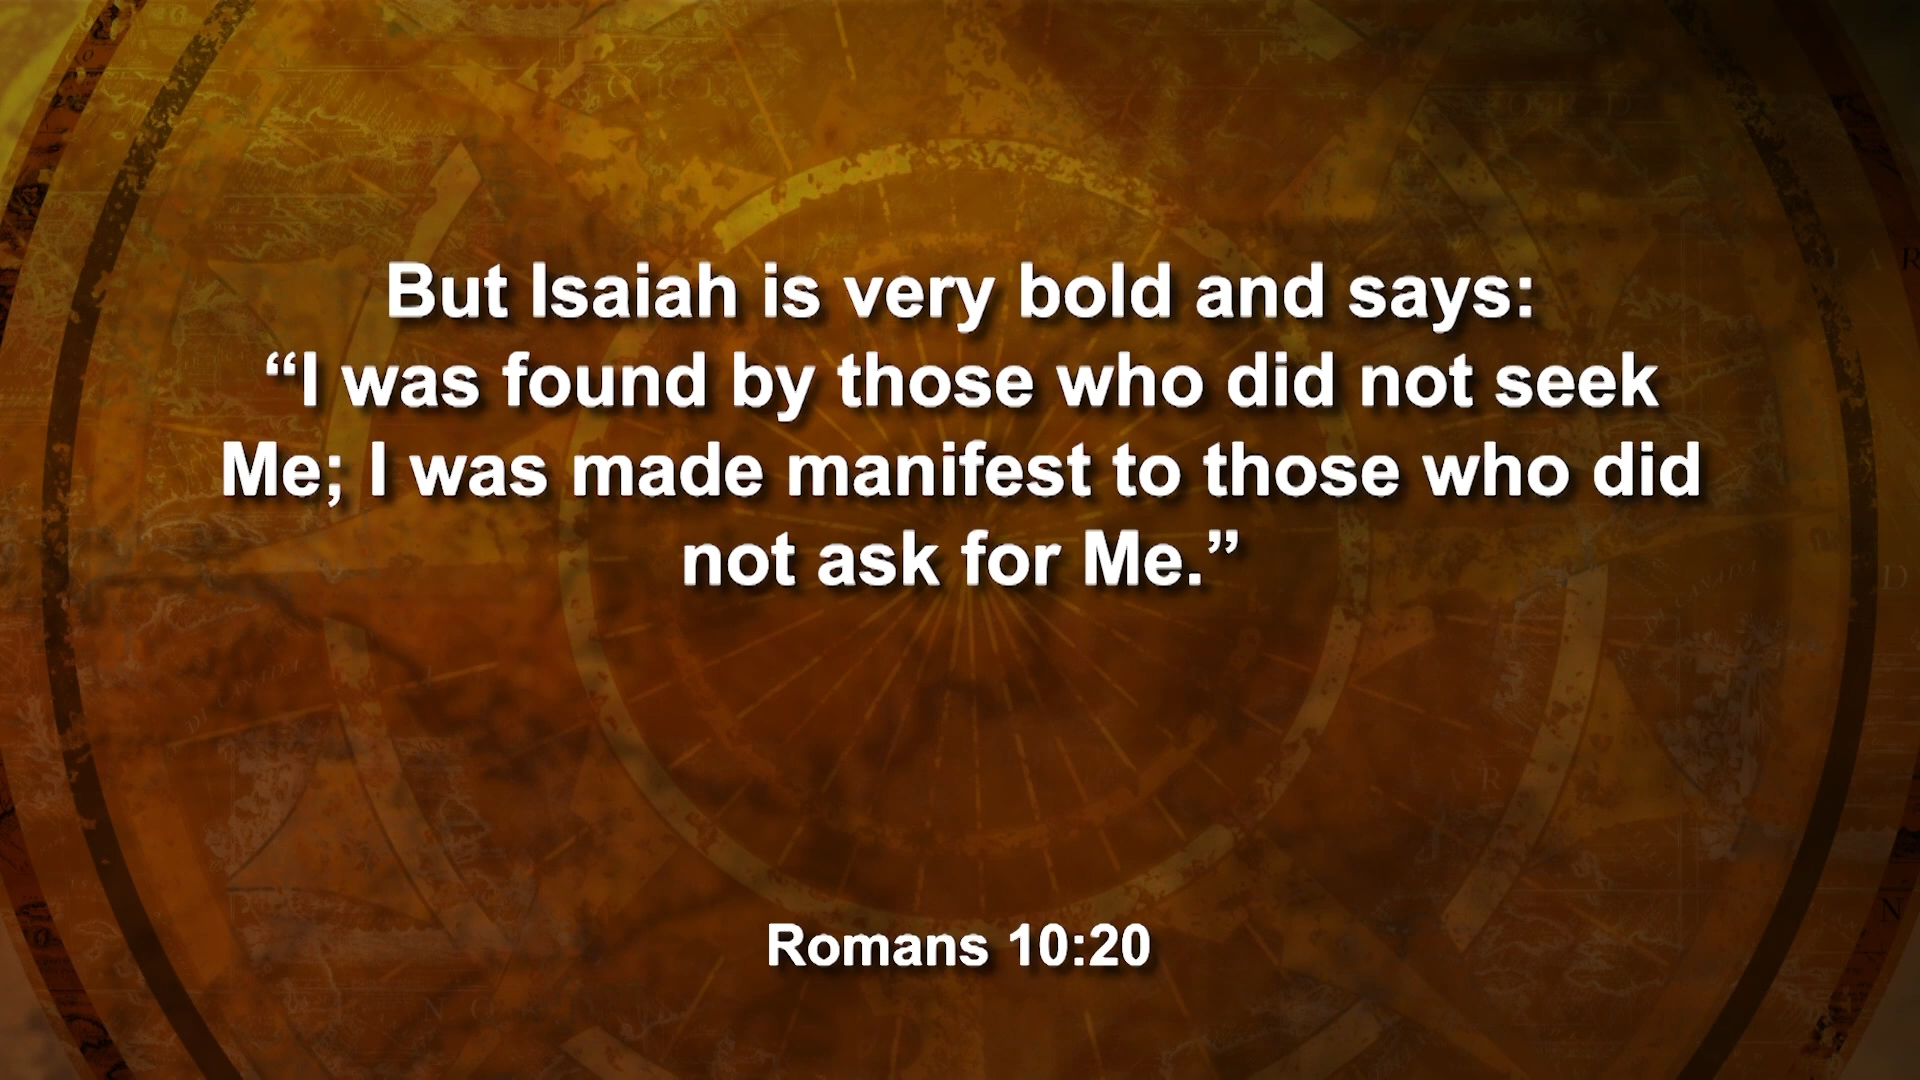 But Isaiah is very bold and says:
“I was found by those who did not seek
Me; I was made manifest to those who did
not ask for Me.”
Romans 10:20